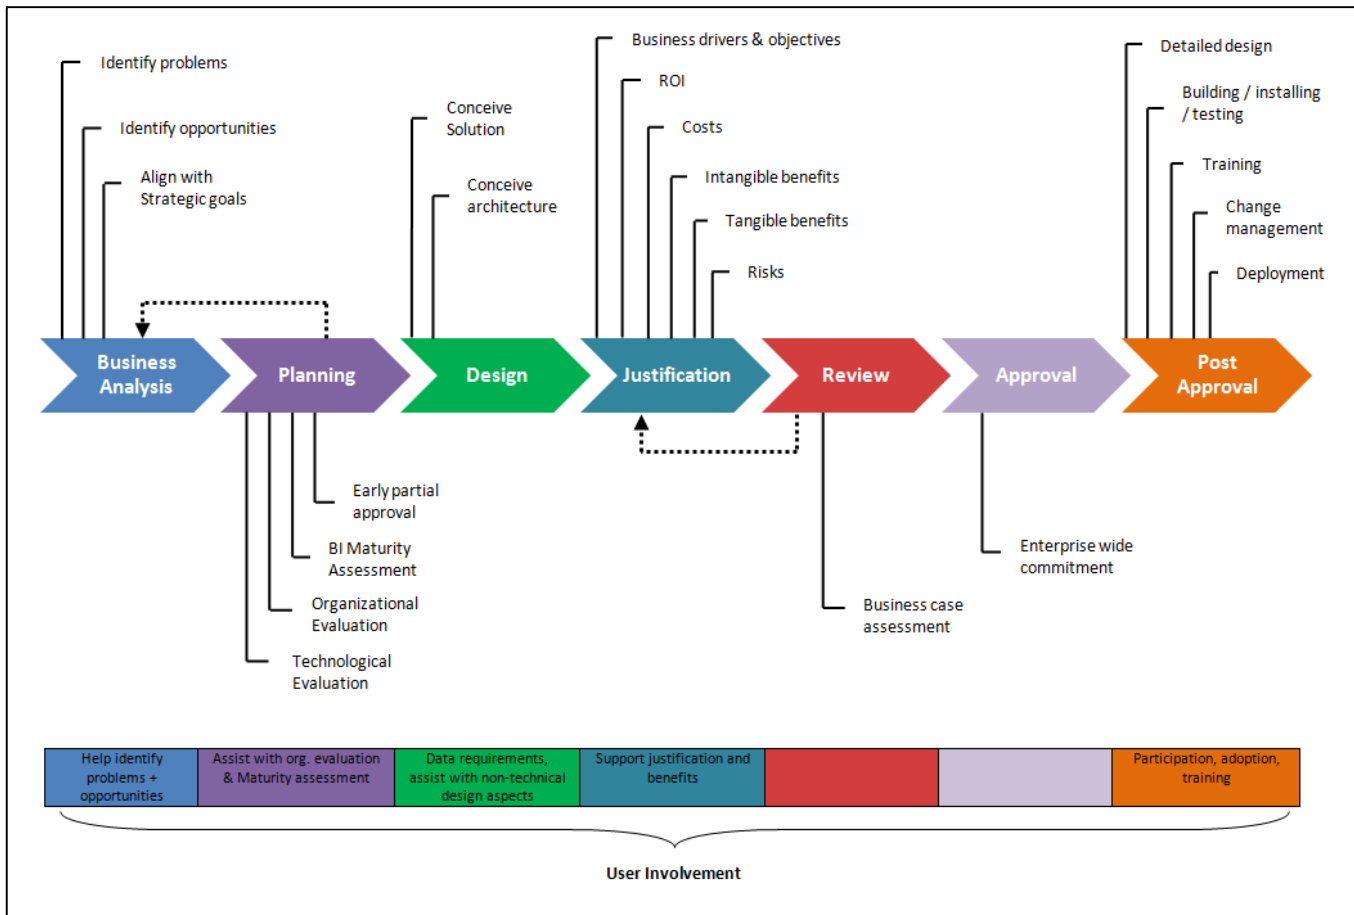 Identify problems
Identify opportunities
Align with
Strategic goals
Conceive
Solution
Conceive
architecture
Business drivers & objectives
ROI
Costs
Intangible benefits
Tangible benefits
Risks
Detailed design
Building / installing
/ testing
Training
Change
management
Deployment
Business
Analysis
Planning
Design
Justification
Review
Approval
Post
Approval
Early partial
approval
BI Maturity
Assessment
Organizational
Evaluation
Technological
Evaluation
Business case
assessment
Enterprise wide
commitment
Help identify
problems +
opportunities
Assist with org. evaluation
& Maturity assessment
Data requirements,
assist with non-technical
design aspects
Support justification and
benefits
Participation, adoption,
training
User Involvement